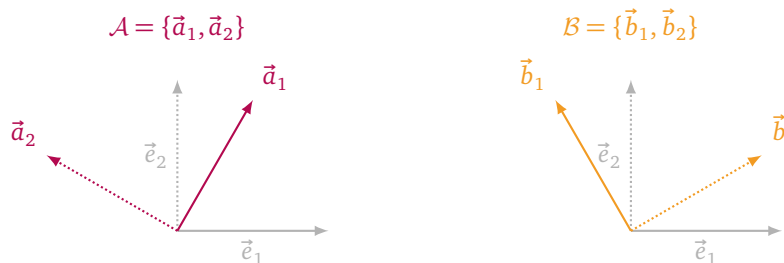 𝒜 = {a⃗₁, a⃗₂}
ℬ = {b⃗₁, b⃗₂}
a⃗₁
b⃗₁
a⃗₂
b⃗
e⃗₂
e⃗₂
e⃗₁
e⃗₁